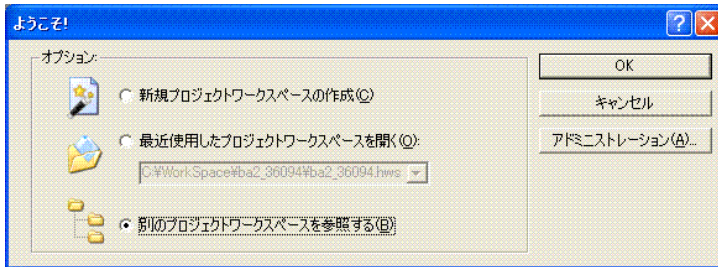 ようこそ!
オプション:
新規プロジェクトワークスペースの作成(C)
最近使用したプロジェクトワークスペースを開く(O):
C:¥WorkSpace¥ba2_36094¥ba2_36094.hws
別のプロジェクトワークスペースを参照する(B)
OK
キャンセル
アドミニストレーション(A)...